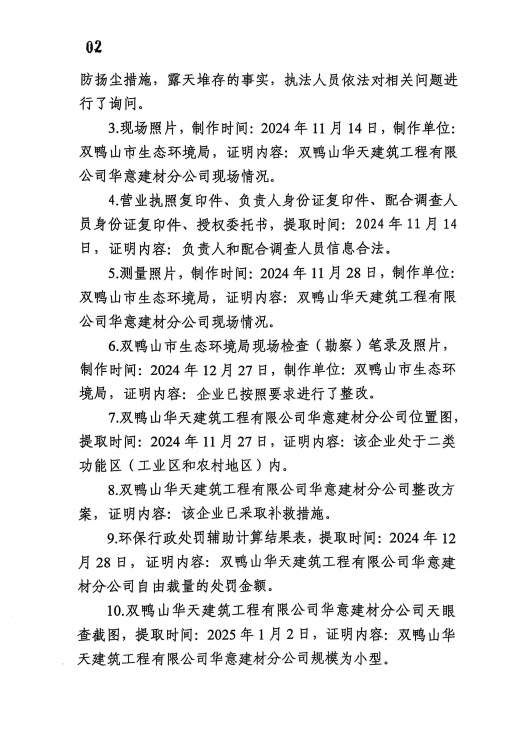 02
防扬尘措施，露天堆存的事实，执法人员依法对相关问题进
行了询问。
3.现场照片，制作时间：2024年11月14日，制作单位：
双鸭山市生态环境局，证明内容：双鸭山华天建筑工程有限
公司华意建材分公司现场情况。
4.营业执照复印件、负责人身份证复印件、配合调查人
员身份证复印件、授权委托书，提取时间：2024年11月14
日，证明内容：负责人和配合调查人员信息合法。
5.测量照片，制作时间：2024年11月28日，制作单位：
双鸭山市生态环境局，证明内容：双鸭山华天建筑工程有限
公司华意建材分公司现场情况。
6.双鸭山市生态环境局现场检查（勘察）笔录及照片，
制作时间：2024年12月27日，制作单位：双鸭山市生态环
境局，证明内容：企业已按照要求进行了整改。
7.双鸭山华天建筑工程有限公司华意建材分公司位置图，
提取时间：2024年11月27日，证明内容：该企业处于二类
功能区（工业区和农村地区）内。
8.双鸭山华天建筑工程有限公司华意建材分公司整改方
案，证明内容：该企业已采取补救措施。
9.环保行政处罚辅助计算结果表，提取时间：2024年12
月28日，证明内容：双鸭山华天建筑工程有限公司华意建
材分公司自由裁量的处罚金额。
10.双鸭山华天建筑工程有限公司华意建材分公司天眼
查截图，提取时间：2025年1月2日，证明内容：双鸭山华
天建筑工程有限公司华意建材分公司规模为小型。